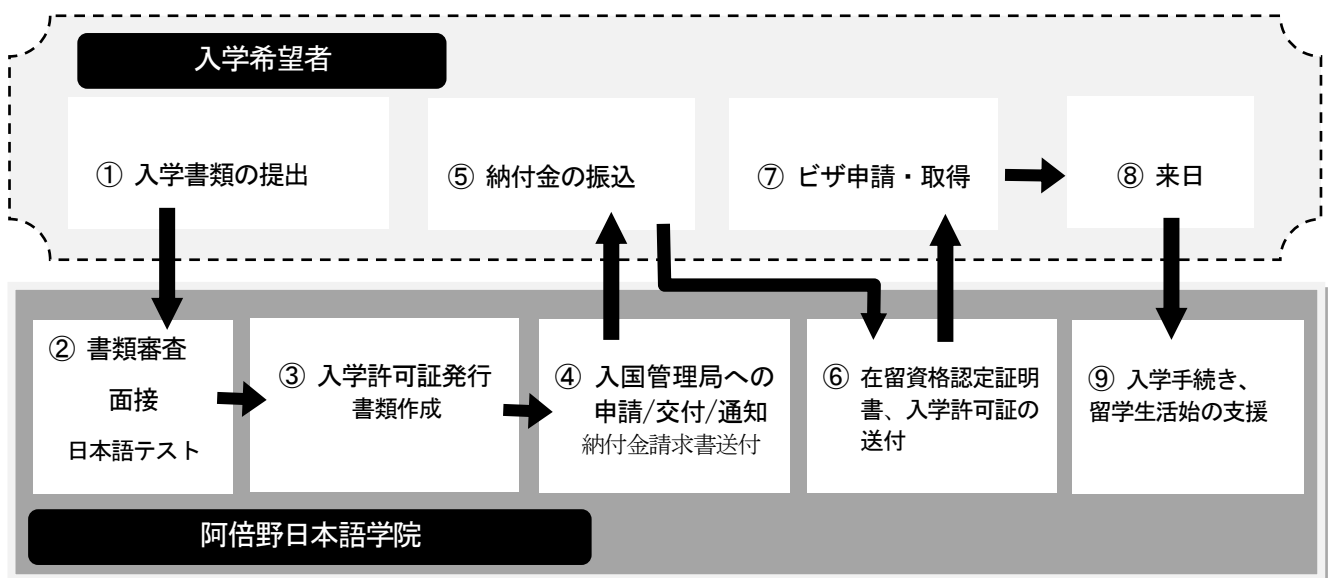 入学希望者
① 入学書類の提出
⑤ 納付金の振込
⑦ ビザ申請・取得
⑧ 来日
② 書類審査
面接
日本語テスト
③ 入学許可証発行
書類作成
④ 入国管理局への
申請/交付/通知
納付金請求書送付
⑥ 在留資格認定証明
書、入学許可証の
送付
⑨ 入学手続き、
留学生活始の支援
阿倍野日本語学院